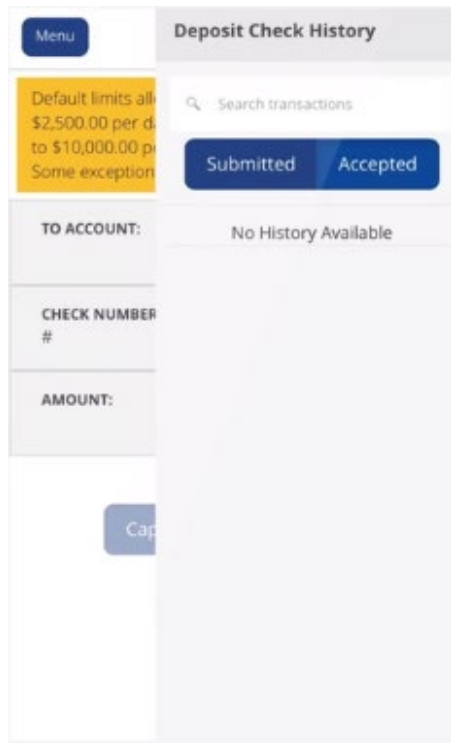 Menu
Deposit Check History
Default limits all
$2,500.00 per d
to $10,000.00 p
Some exception
Search transactions
Submitted Accepted
No History Available
TO ACCOUNT:
CHECK NUMBER
#
AMOUNT:
Cap